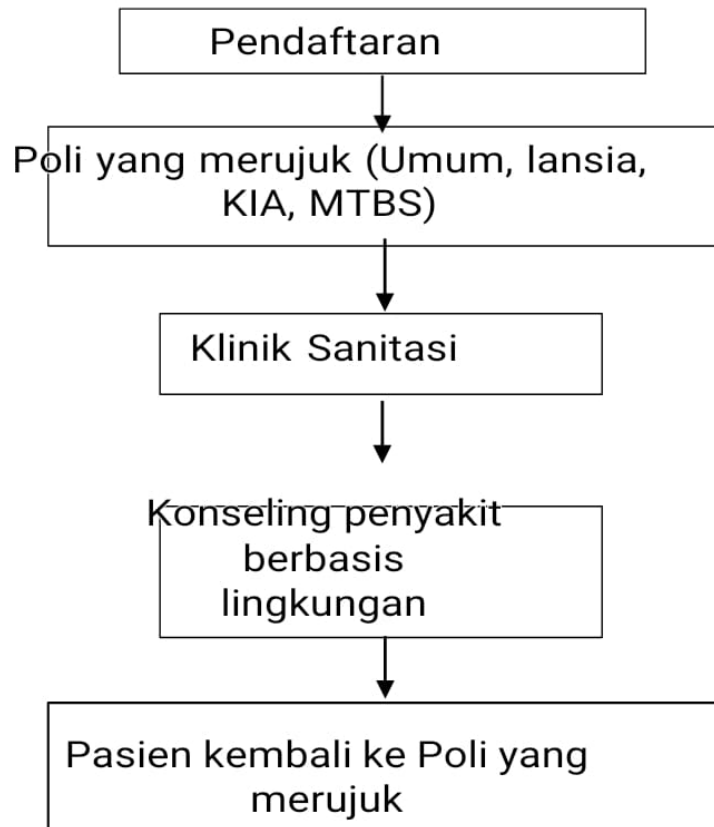 Pendaftaran
Poli yang merujuk (Umum, lansia,
KIA, MTBS)
Klinik Sanitasi
Konseling penyakit
berbasis
lingkungan
Pasien kembali ke Poli yang
merujuk